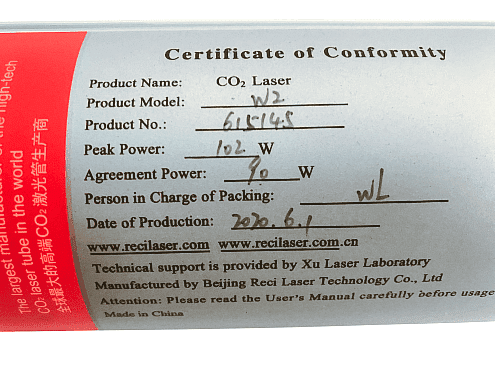 Certificate of Conformity
Product Name: CO₂ Laser
Product Model: W2
Product No.: 615145
Peak Power: 102 W
Agreement Power: 90 W
Person in Charge of Packing: WL
Date of Production: 2020.6.1
www.recilaser.com www.recilaser.com.cn
Technical support is provided by Xu Laser Laboratory
Manufactured by Beijing Reci Laser Technology Co., Ltd
Attention: Please read the User's Manual carefully before usage
Made in China
The largest manufacturer of the high-tech
CO₂ laser tube in the world
全球最大的高端CO₂激光管生产商